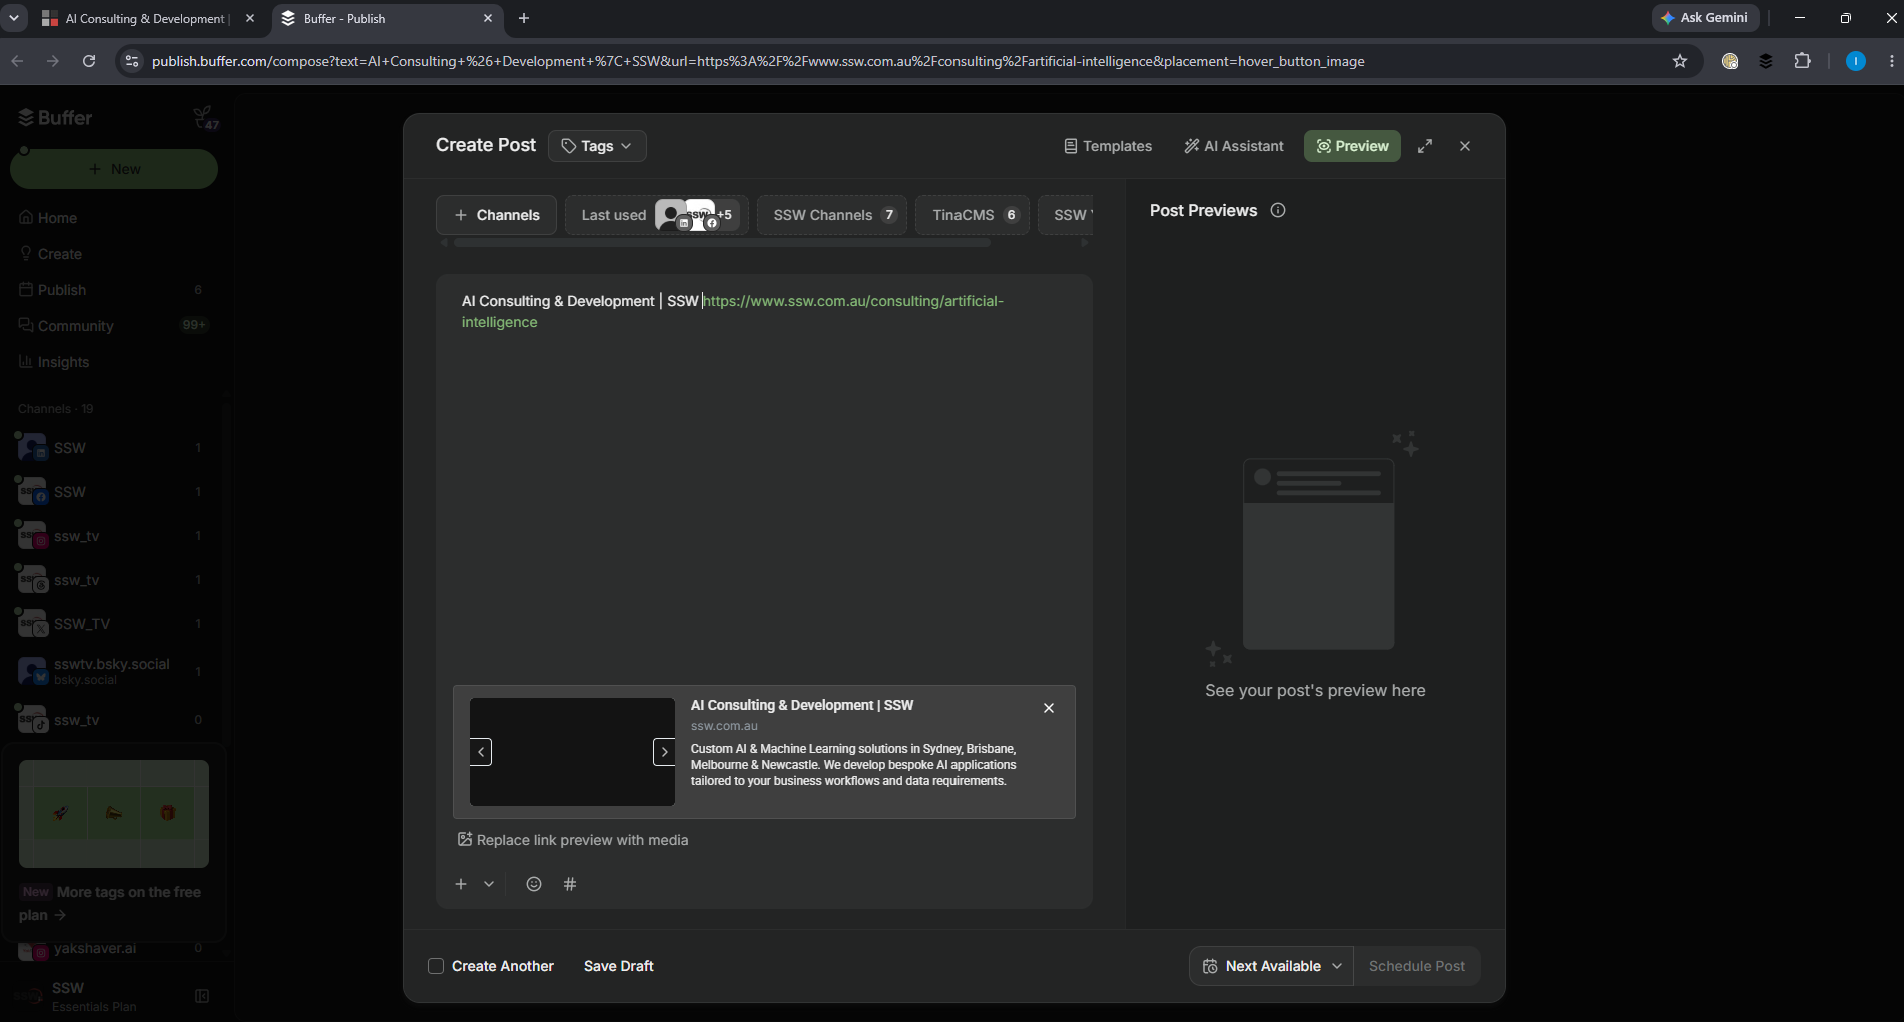 AI Consulting & Development |
Buffer - Publish
Ask Gemini
publish.buffer.com/compose?text=AI+Consulting+%26+Development+%7C+SSW&url=https%3A%2F%2Fwww.ssw.com.au%2Fconsulting%2Fartificial-intelligence&placement=hover_button_image
I
Buffer
47
+ New
Home
Create
Publish 6
Community 99+
Insights
Channels · 19
SSW 1
SSW 1
ssw_tv 1
ssw_tv 1
SSW_TV 1
sswtv.bsky.social 1
bsky.social
ssw_tv 0
New More tags on the free
plan →
yakshaver.ai 0
SSW
Essentials Plan
Create Post
Tags
Templates
AI Assistant
Preview
+ Channels
Last used
SSW
+5
SSW Channels 7
TinaCMS 6
SSW
AI Consulting & Development | SSW https://www.ssw.com.au/consulting/artificial-
intelligence
AI Consulting & Development | SSW
ssw.com.au
Custom AI & Machine Learning solutions in Sydney, Brisbane,
Melbourne & Newcastle. We develop bespoke AI applications
tailored to your business workflows and data requirements.
Replace link preview with media
#
Create Another
Save Draft
Post Previews
See your post's preview here
Next Available
Schedule Post